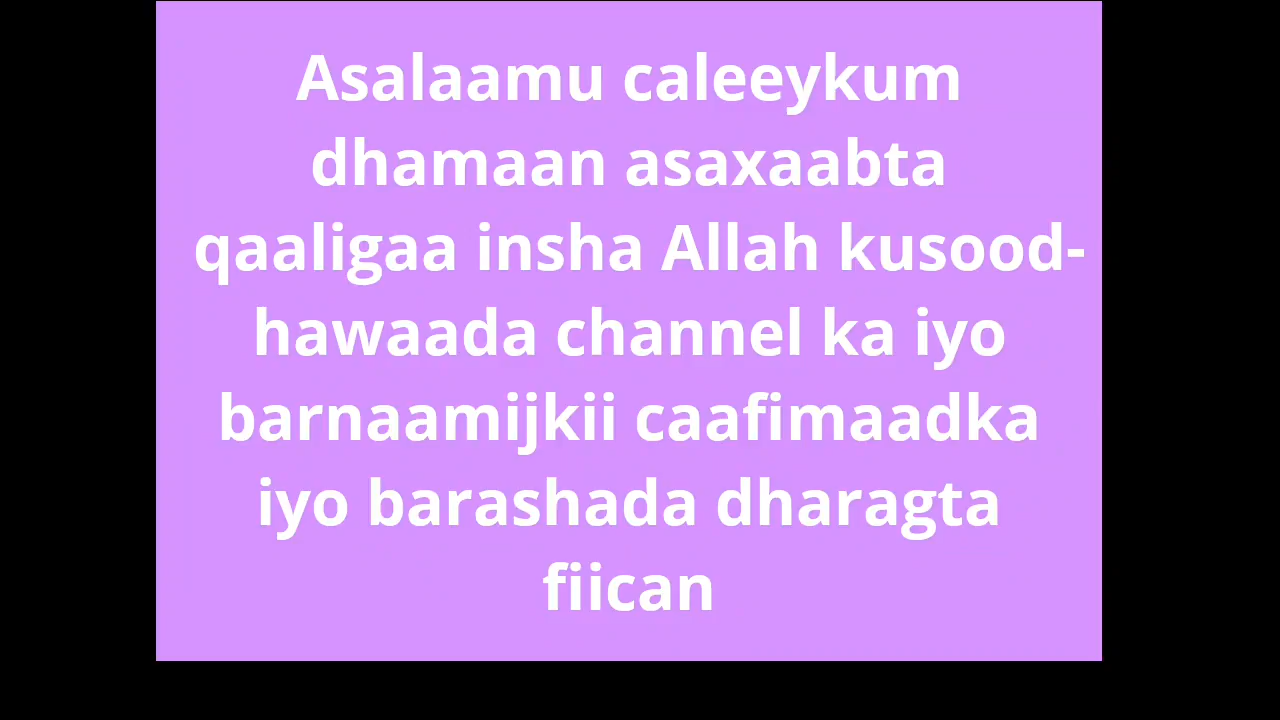 Asalaamu caleeykum
dhamaan asaxaabta
qaaligaa insha Allah kusood-
hawaada channel ka iyo
barnaamijkii caafimaadka
iyo barashada dharagta
fiican